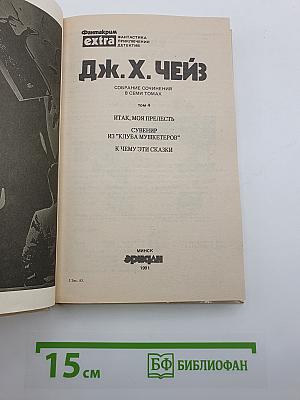 Фантакрим
extra
ФАНТАСТИКА
ПРИКЛЮЧЕНИЯ
ДЕТЕКТИВ
ДЖ. Х. ЧЕЙЗ
СОБРАНИЕ СОЧИНЕНИЙ
В СЕМИ ТОМАХ
ТОМ 4
ИТАК, МОЯ ПРЕЛЕСТЬ
СУВЕНИР
ИЗ "КЛУБА МУШКЕТЕРОВ"
К ЧЕМУ ЭТИ СКАЗКИ
МИНСК
ЭРИДАН
1991
15 см
БФ БИБЛИОФАН